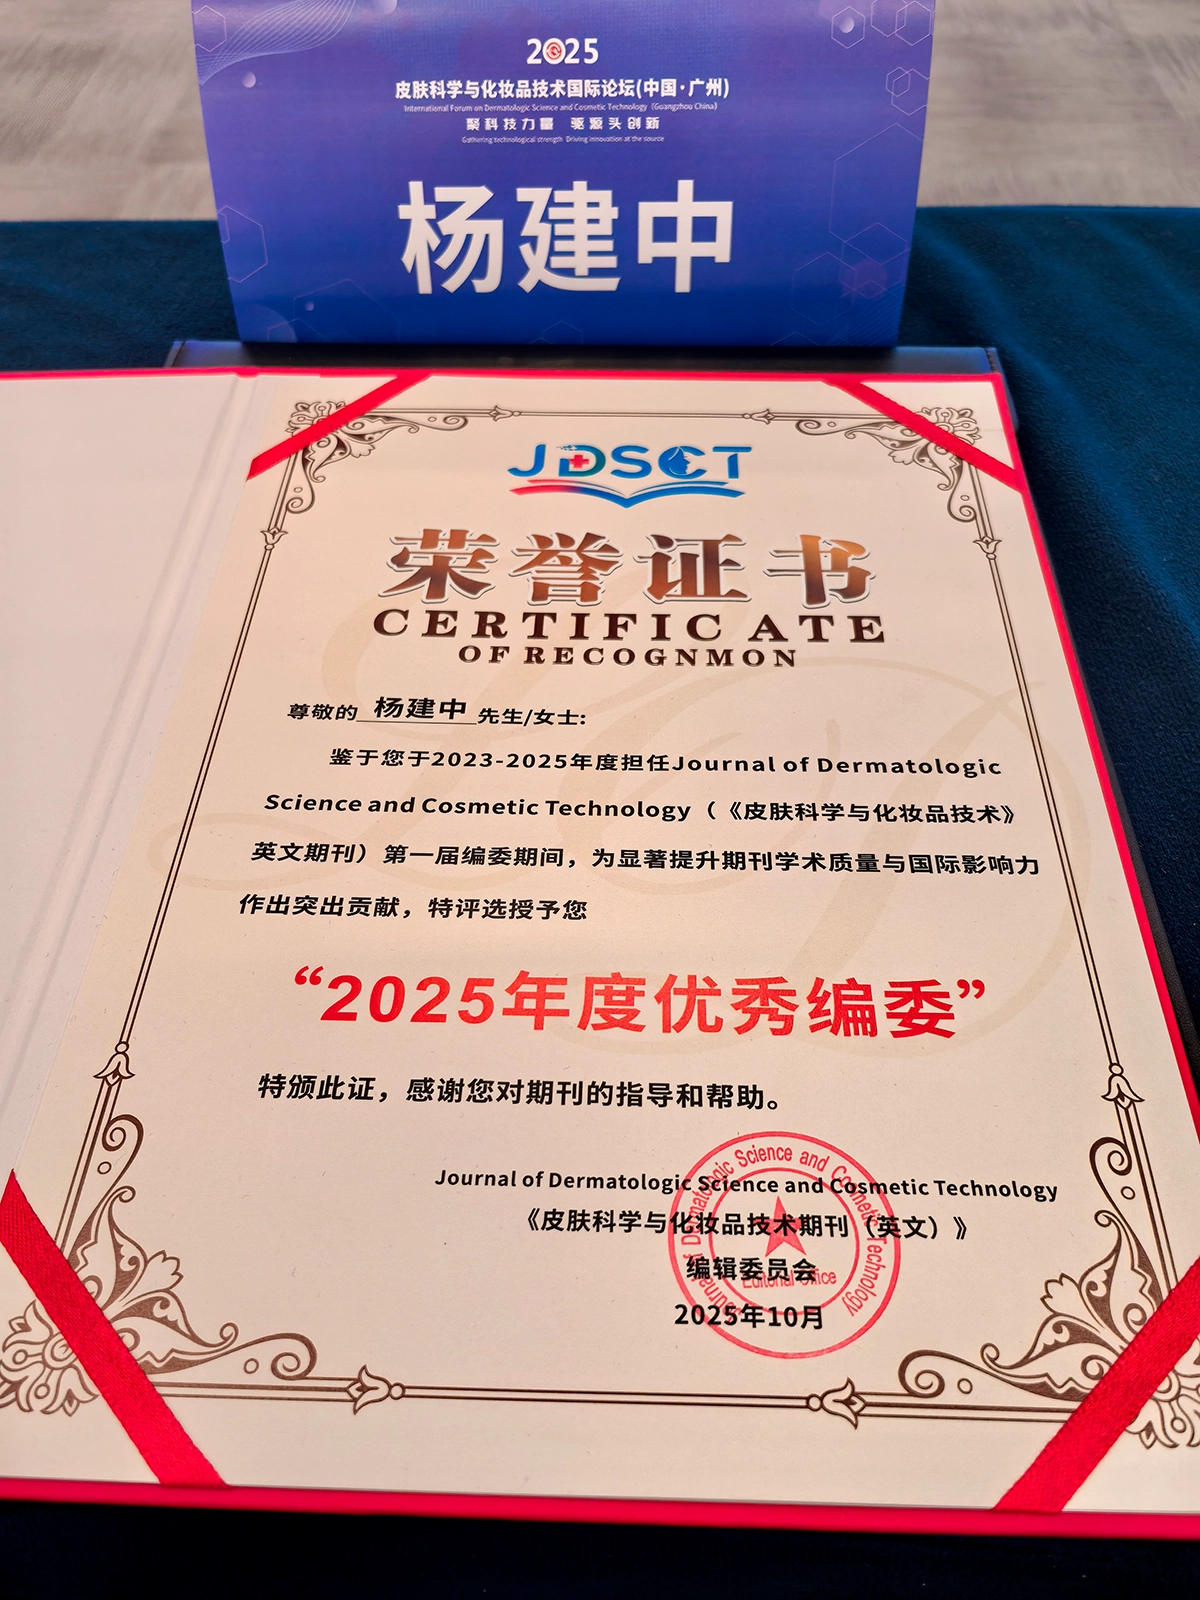 2025
皮肤科学与化妆品技术国际论坛(中国·广州)
International Forum on Dermatologic Science and Cosmetic Technology (Guangzhou China)
聚科技力量 驱源头创新
Gathering technological strength Driving innovation at the source
杨建中
JDSCT
荣誉证书
CERTIFICATE
OF RECOGNMON
尊敬的 杨建中 先生/女士:
鉴于您于2023-2025年度担任Journal of Dermatologic
Science and Cosmetic Technology（《皮肤科学与化妆品技术》
英文期刊）第一届编委期间，为显著提升期刊学术质量与国际影响力
作出突出贡献，特评选授予您
“2025年度优秀编委”
特颁此证，感谢您对期刊的指导和帮助。
Journal of Dermatologic Science and Cosmetic Technology
《皮肤科学与化妆品技术期刊（英文）》
编辑委员会
2025年10月
Journal of Dermatologic Science and Cosmetic Technology
Editorial Office